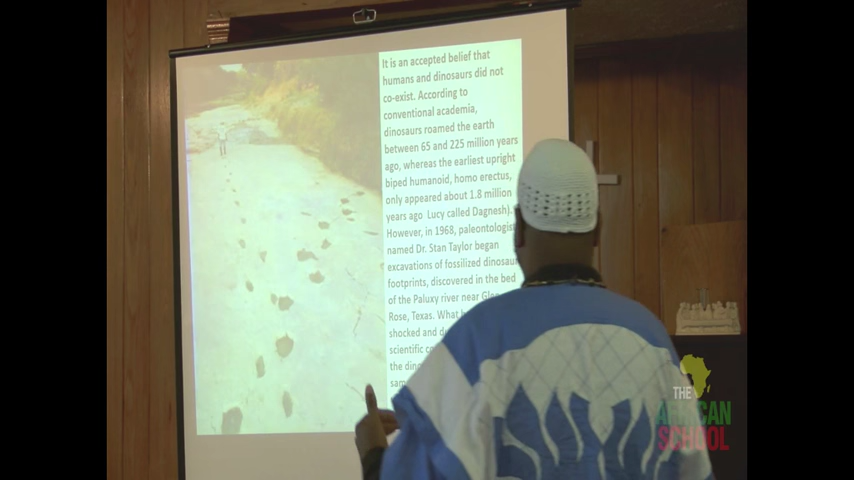 It is an accepted belief that
humans and dinosaurs did not
co-exist. According to
conventional academia,
dinosaurs roamed the earth
between 65 and 225 million years
ago, whereas the earliest upright
biped humanoid, homo erectus,
only appeared about 1.8 million
years ago Lucy called Dagnesh).
However, in 1968, paleontologis
named Dr. Stan Taylor began
excavations of fossilized dinosau
footprints, discovered in the bed
of the Paluxy river near Gle
Rose, Texas. What
shocked and
scientific
the
THE
AFRICAN
SCHOOL